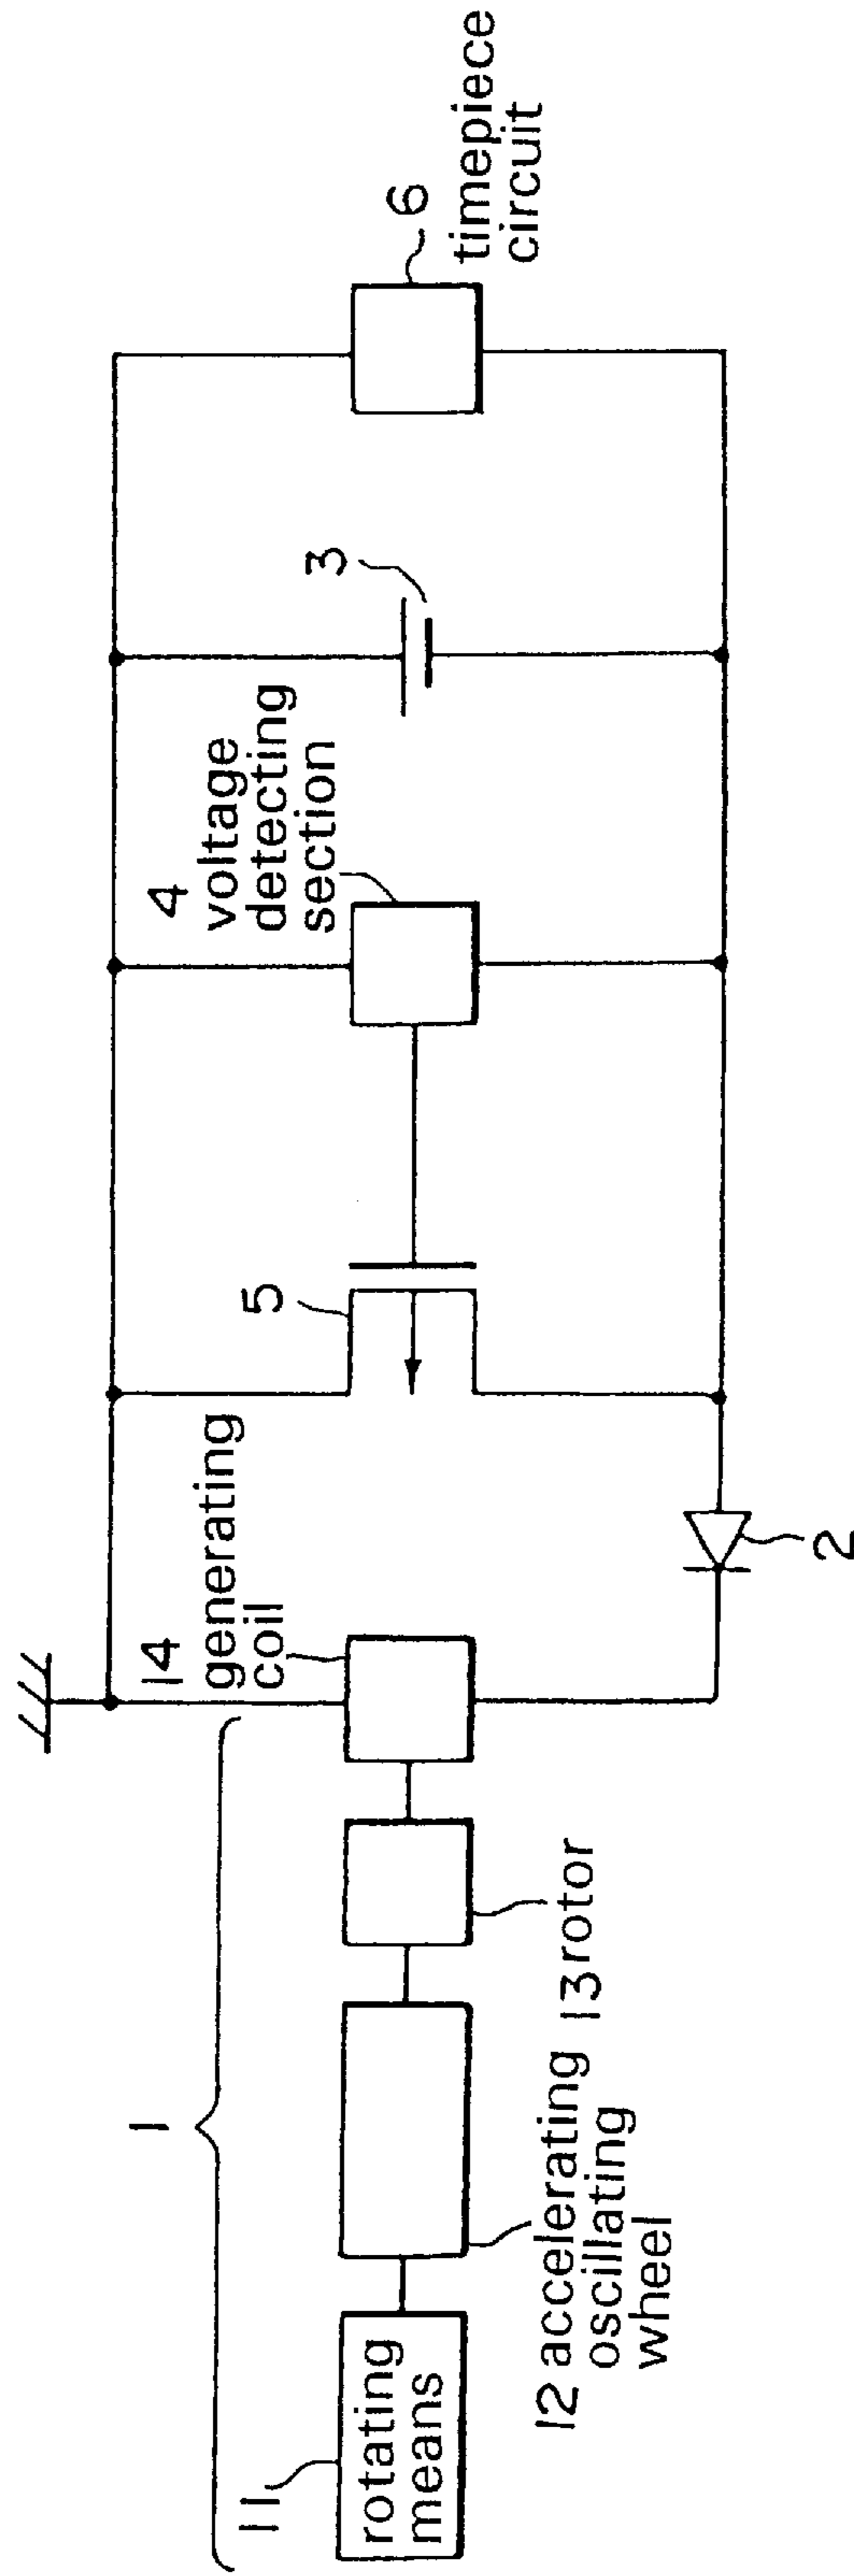 1
11
rotating
means
12 accelerating
oscillating
wheel
13 rotor
14
generating
coil
2
5
4
voltage
detecting
section
3
6
timepiece
circuit